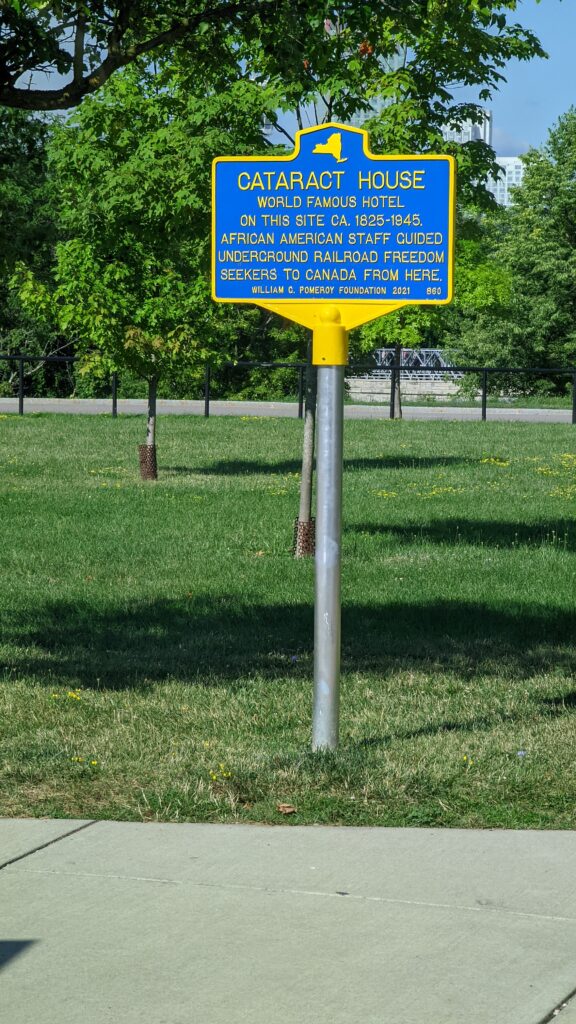 CATARACT HOUSE
WORLD FAMOUS HOTEL
ON THIS SITE CA. 1825-1945.
AFRICAN AMERICAN STAFF GUIDED
UNDERGROUND RAILROAD FREEDOM
SEEKERS TO CANADA FROM HERE.
WILLIAM G. POMEROY FOUNDATION 2021 860